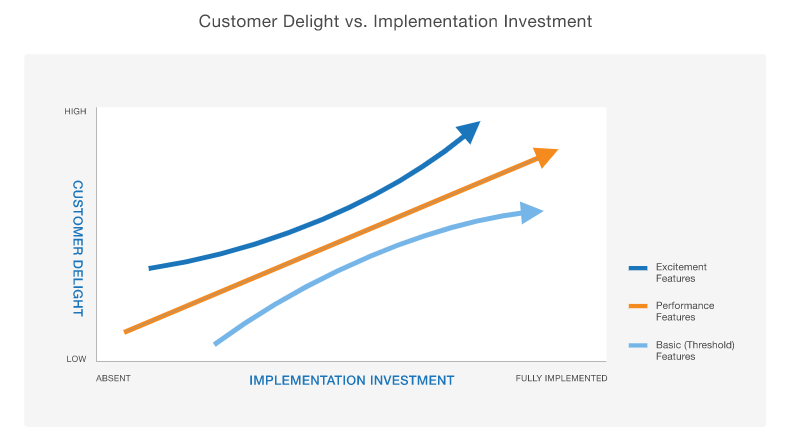 Customer Delight vs. Implementation Investment
HIGH
CUSTOMER DELIGHT
LOW
ABSENT
IMPLEMENTATION INVESTMENT
FULLY IMPLEMENTED
Excitement
Features
Performance
Features
Basic (Threshold)
Features